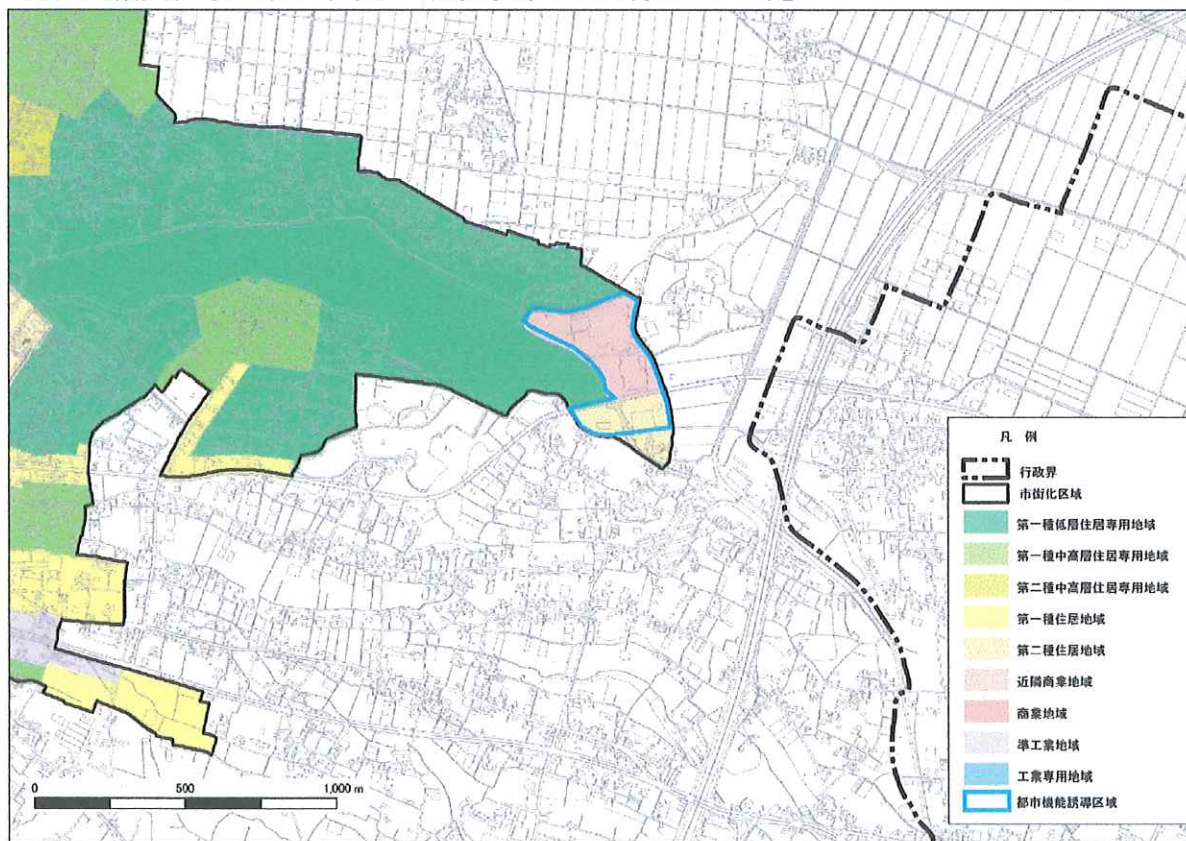 凡 例
行政界
市街化区域
第一種低層住居専用地域
第一種中高層住居専用地域
第二種中高層住居専用地域
第一種住居地域
第二種住居地域
近隣商業地域
商業地域
準工業地域
工業専用地域
都市機能誘導区域
0 500 1,000 m